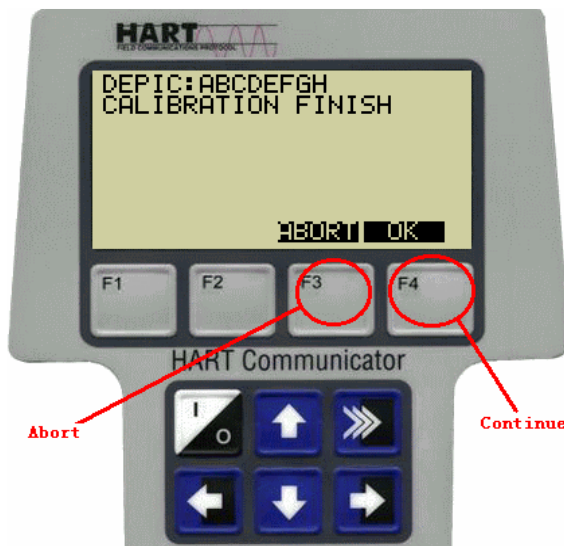 HART
FIELD COMMUNICATIONS PROTOCOL
DEPIC:ABCDEFGH
CALIBRATION FINISH
ABORT OK
F1 F2 F3 F4
HART Communicator
I
O
Abort
Continue